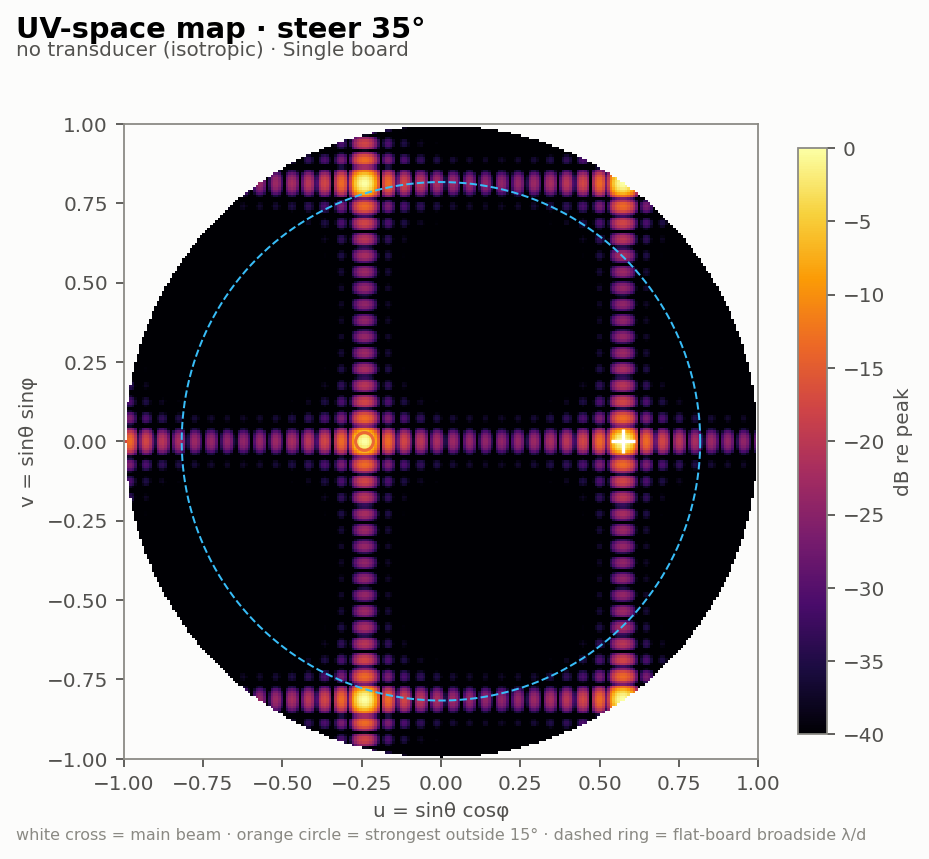 UV-space map · steer 35°
no transducer (isotropic) · Single board
1.00
0.75
0.50
0.25
0.00
−0.25
−0.50
−0.75
−1.00
v = sinθ sinφ
−1.00 −0.75 −0.50 −0.25 0.00 0.25 0.50 0.75 1.00
u = sinθ cosφ
0
−5
−10
−15
−20
−25
−30
−35
−40
dB re peak
white cross = main beam · orange circle = strongest outside 15° · dashed ring = flat-board broadside λ/d